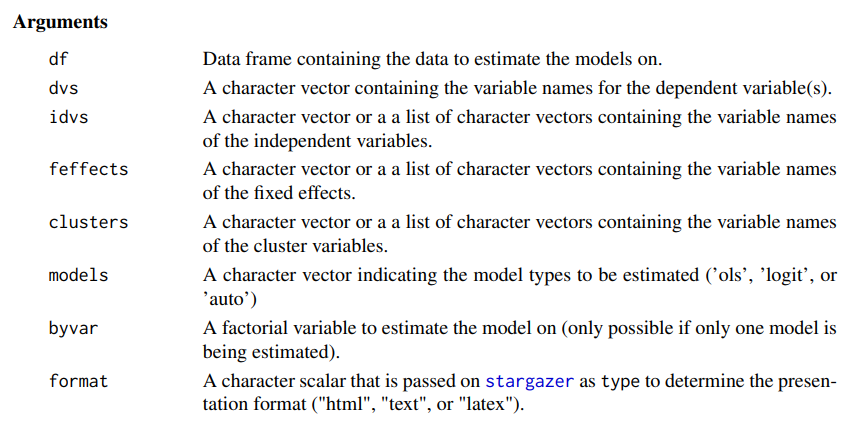 Arguments
df Data frame containing the data to estimate the models on.
dvs A character vector containing the variable names for the dependent variable(s).
idvs A character vector or a a list of character vectors containing the variable names
of the independent variables.
feffects A character vector or a a list of character vectors containing the variable names
of the fixed effects.
clusters A character vector or a a list of character vectors containing the variable names
of the cluster variables.
models A character vector indicating the model types to be estimated (’ols’, ’logit’, or
’auto’)
byvar A factorial variable to estimate the model on (only possible if only one model is
being estimated).
format A character scalar that is passed on stargazer as type to determine the presen-
tation format ("html", "text", or "latex").